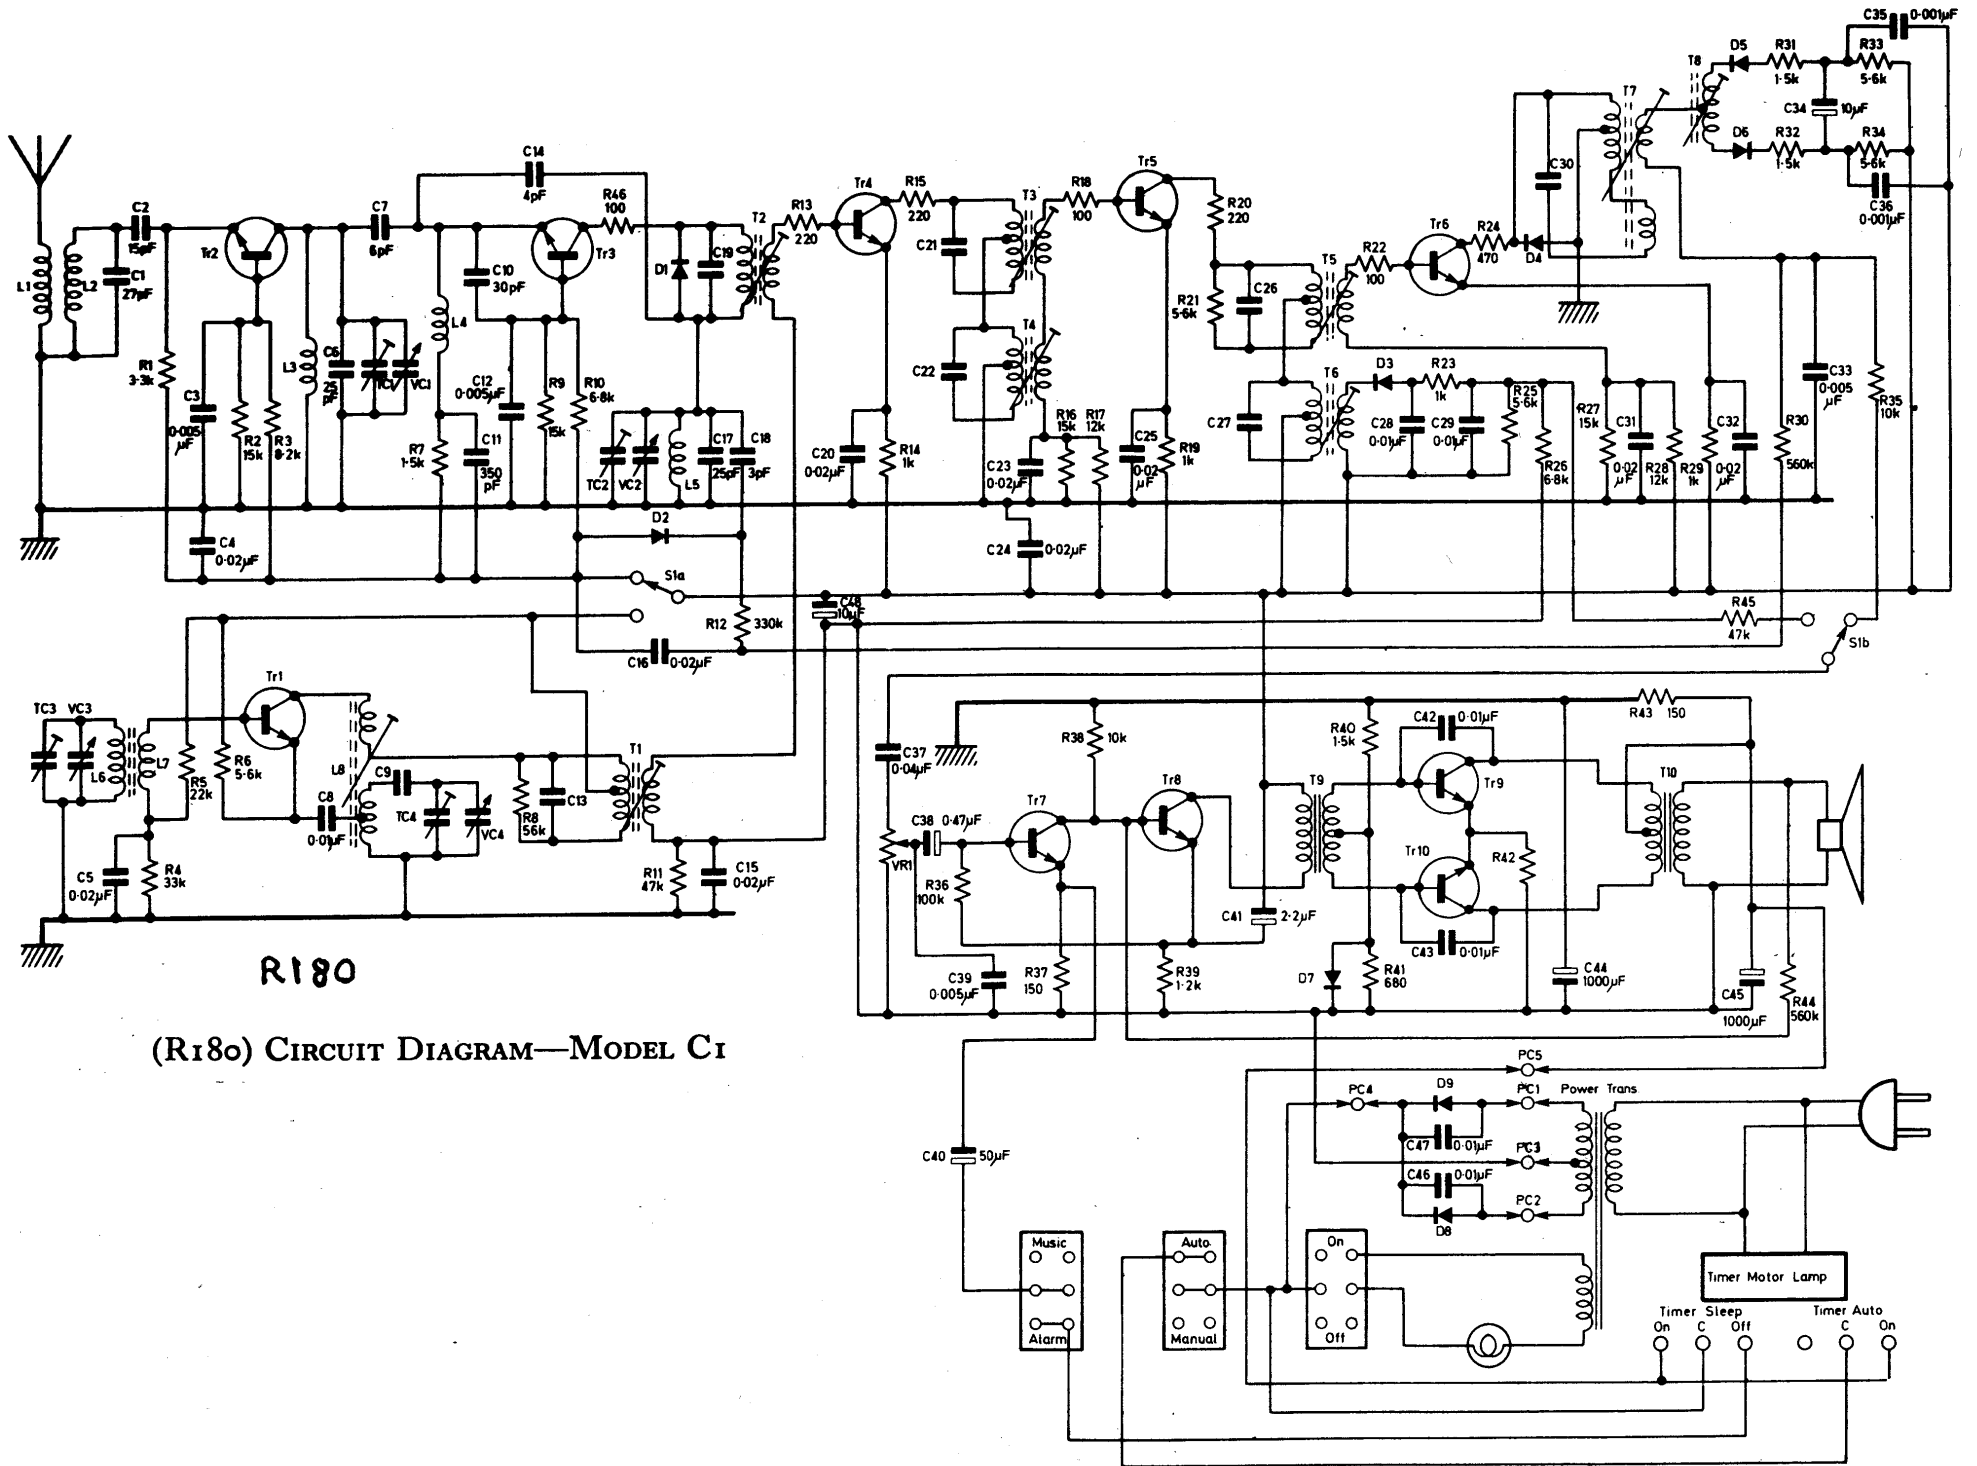 C35 0·001µF
D5 R31 R33
T8
1·5k 5·6k
T7
C34 10µF
D6 R32 R34
1·5k 5·6k
C36
0·001µF
C14
4pF
Tr5
C30
Tr4 R15
220
T3 R18
100
R46
100
C2
15pF
C7
6pF
R13
220
T2
R20
220
Tr6 R24
470
D4
Tr2
Tr3
C10
30pF
D1 C19
C21
R22
100
L1 L2 C1
27pF
T5
R21
5·6k
C26
L4
T4
R1
3·3k
L3 C6
25
pF
TC1 VC1
C12
0·005µF
R9
15k
R10
6·8k
C22
T6
D3 R23
1k
R25
5·6k
C33
0·005
µF
R35
10k
C3
0·005
µF
R2
15k
R3
8·2k
R7
1·5k
C11
350
pF
TC2 VC2 L5
C17
25pF
C18
3pF
C20
0·02µF
R14
1k
R16
15k
R17
12k
C23
0·02µF
C25
0·02
µF
R19
1k
C27
C28
0·01µF
C29
0·01µF
R26
6·8k
R27
15k
C31
0·02
µF
R28
12k
R29
1k
C32
0·02
µF
R30
560k
D2
C4
0·02µF
C24 0·02µF
S1a
C48
10µF
R12 330k
R45
47k
S1b
C16 0·02µF
Tr1
TC3 VC3
L6 L7
R5
22k
R6
5·6k
L8 C9
T1
R43 150
C8
0·01µF
TC4 VC4
R8
56k
C13
C37
0·04µF
R38 10k
R40
1·5k
C42 0·01µF
Tr9
T9 T10
Tr7 Tr8
C38 0·47µF
VR1
R36
100k
Tr10
R42
C5
0·02µF
R4
33k
R11
47k
C15
0·02µF
C41 2·2µF
C43 0·01µF
R180
C39
0·005µF
R37
150
R39
1·2k
D7
R41
680
C44
1000µF
C45
1000µF
R44
560k
(R180) CIRCUIT DIAGRAM—MODEL C1
PC5
PC4 D9 PC1 Power Trans.
C47 0·01µF
PC3
C46 0·01µF
PC2
D8
C40 50µF
Music Auto On
Alarm Manual Off
Timer Motor Lamp
Timer Sleep Timer Auto
On C Off C On